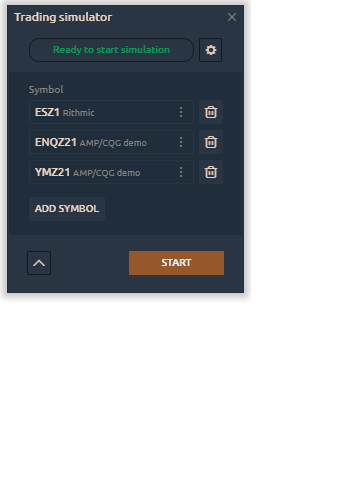 Trading simulator
Ready to start simulation
Symbol
ESZ1 Rithmic
ENQZ21 AMP/CQG demo
YMZ21 AMP/CQG demo
ADD SYMBOL
START